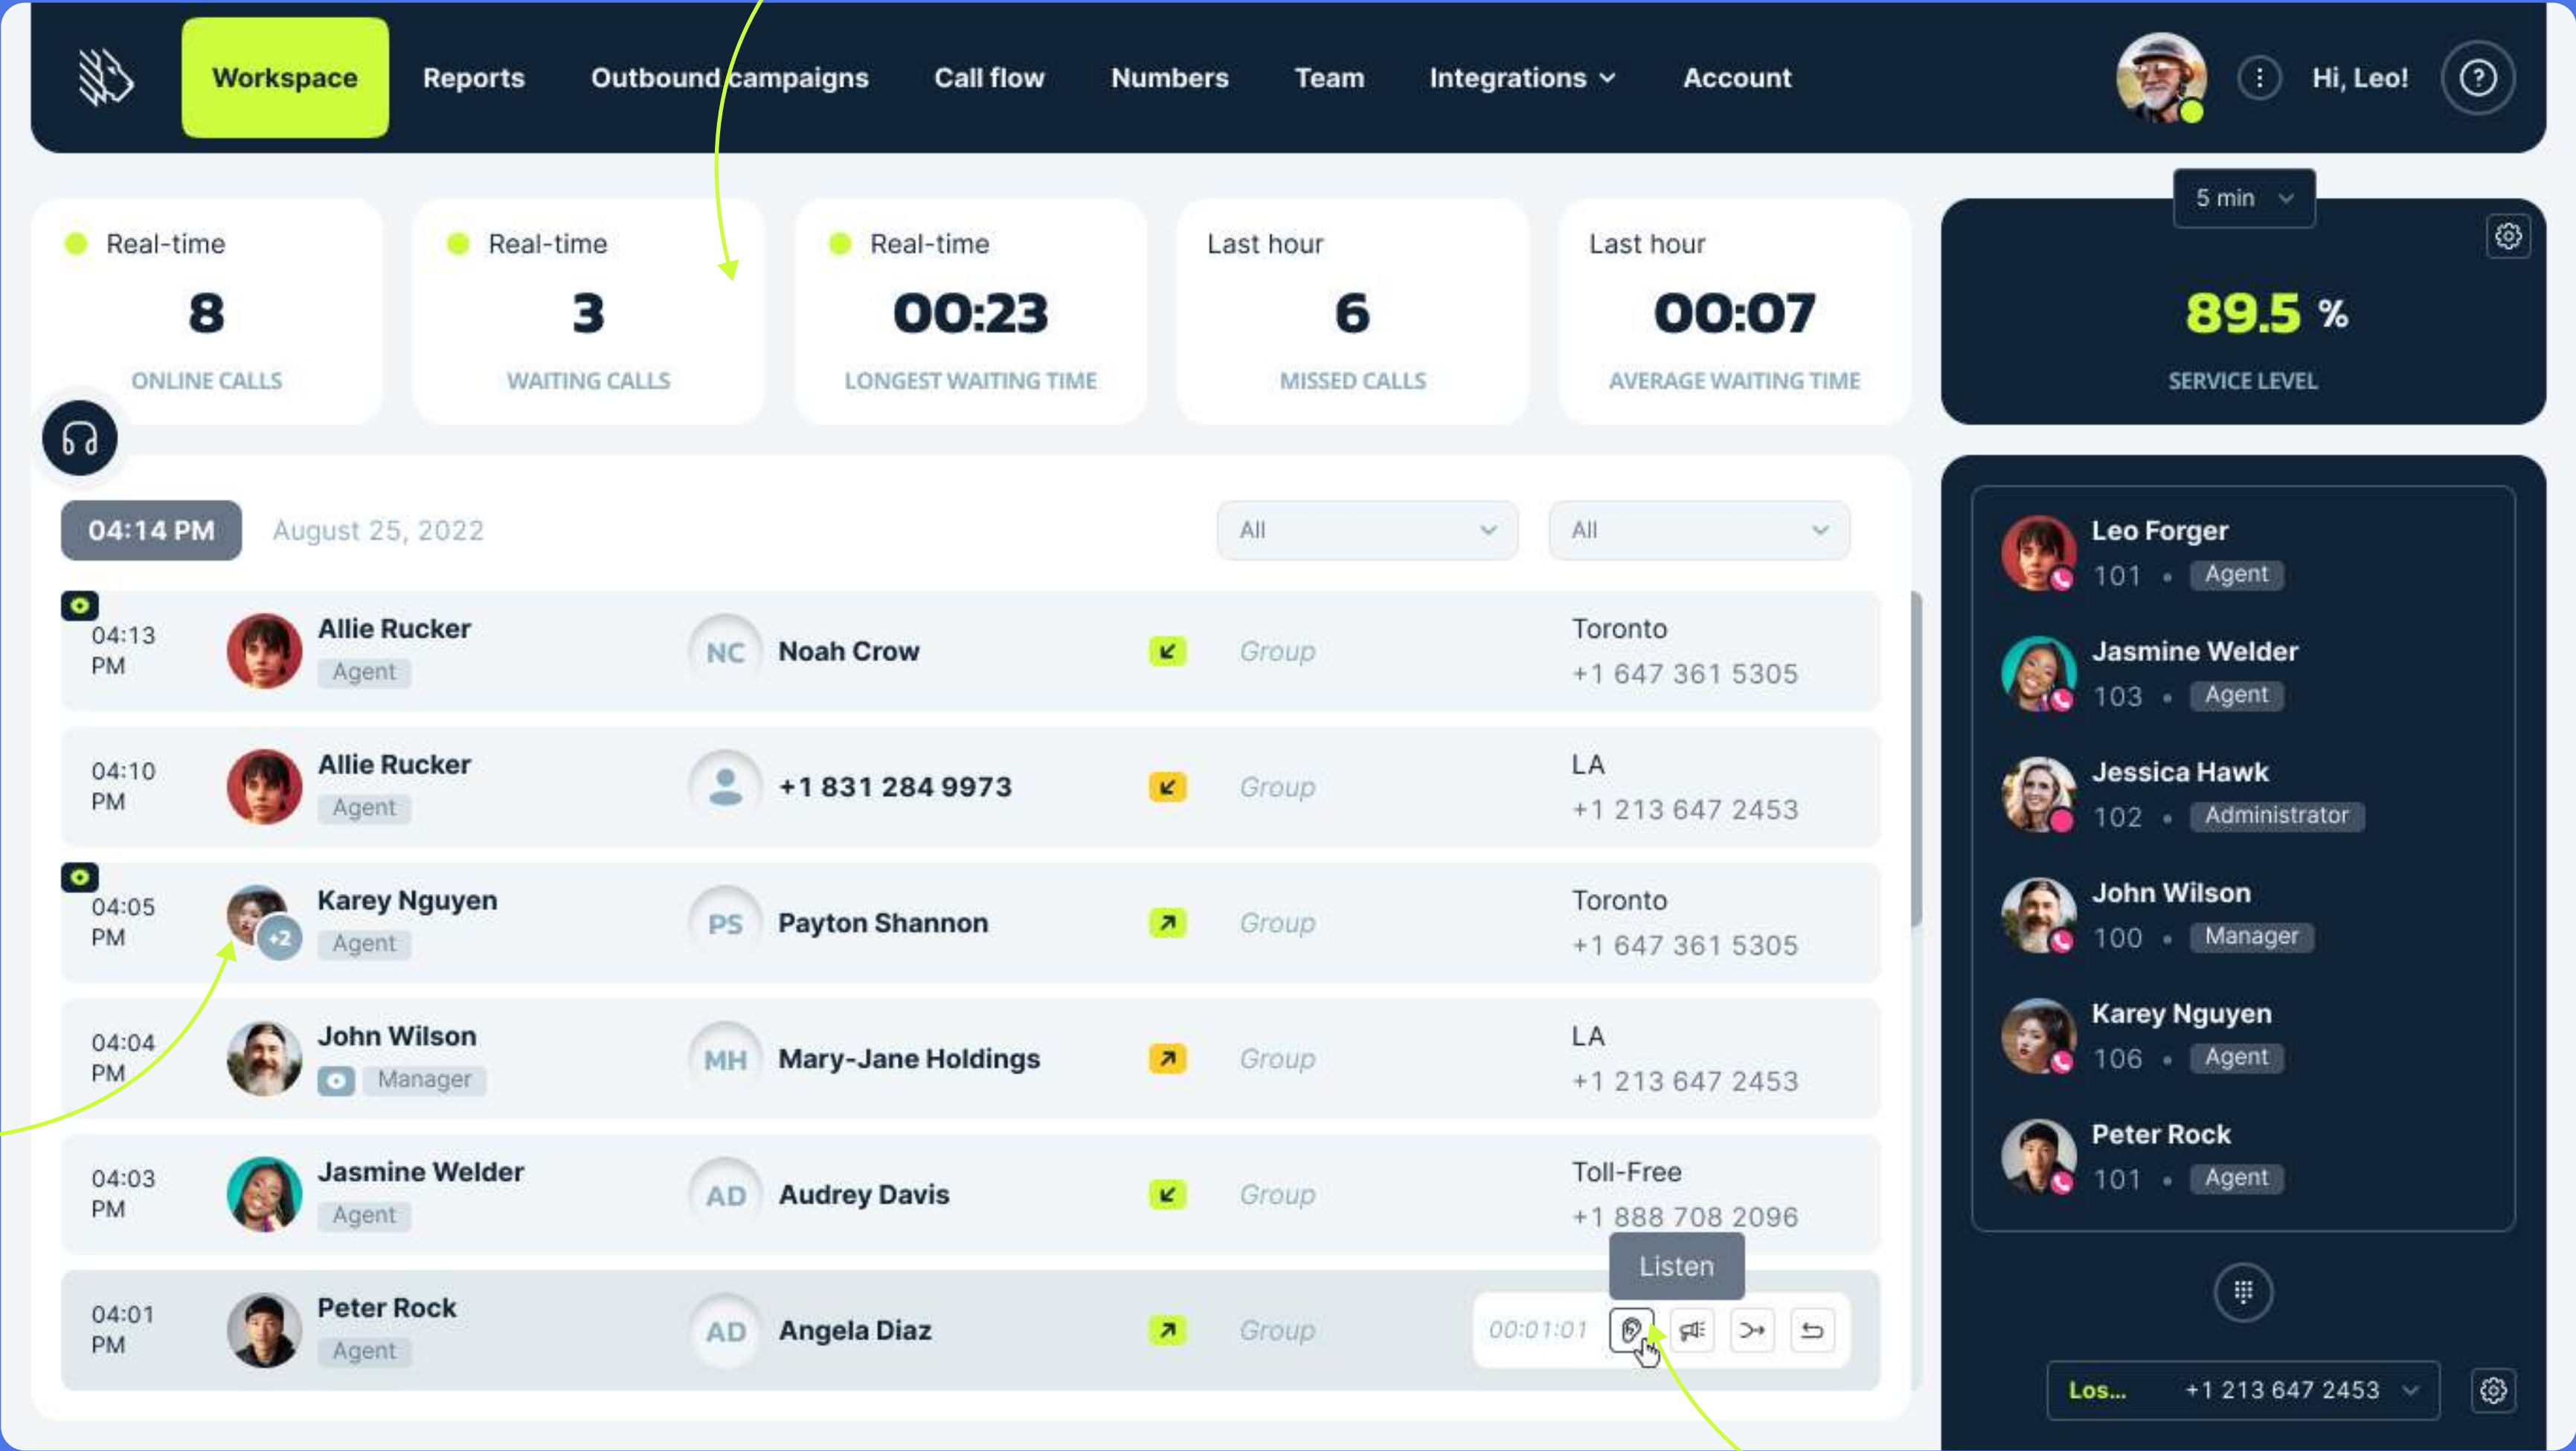 Workspace
Reports
Outbound campaigns
Call flow
Numbers
Team
Integrations
Account
Hi, Leo!
?
Real-time
8
ONLINE CALLS
Real-time
3
WAITING CALLS
Real-time
00:23
LONGEST WAITING TIME
Last hour
6
MISSED CALLS
Last hour
00:07
AVERAGE WAITING TIME
5 min
89.5 %
SERVICE LEVEL
04:14 PM
August 25, 2022
All
All
04:13
PM
Allie Rucker
Agent
NC
Noah Crow
Group
Toronto
+1 647 361 5305
04:10
PM
Allie Rucker
Agent
+1 831 284 9973
Group
LA
+1 213 647 2453
04:05
PM
+2
Karey Nguyen
Agent
PS
Payton Shannon
Group
Toronto
+1 647 361 5305
04:04
PM
John Wilson
Manager
MH
Mary-Jane Holdings
Group
LA
+1 213 647 2453
04:03
PM
Jasmine Welder
Agent
AD
Audrey Davis
Group
Toll-Free
+1 888 708 2096
Listen
04:01
PM
Peter Rock
Agent
AD
Angela Diaz
Group
00:01:01
Leo Forger
101 • Agent
Jasmine Welder
103 • Agent
Jessica Hawk
102 • Administrator
John Wilson
100 • Manager
Karey Nguyen
106 • Agent
Peter Rock
101 • Agent
Los... +1 213 647 2453